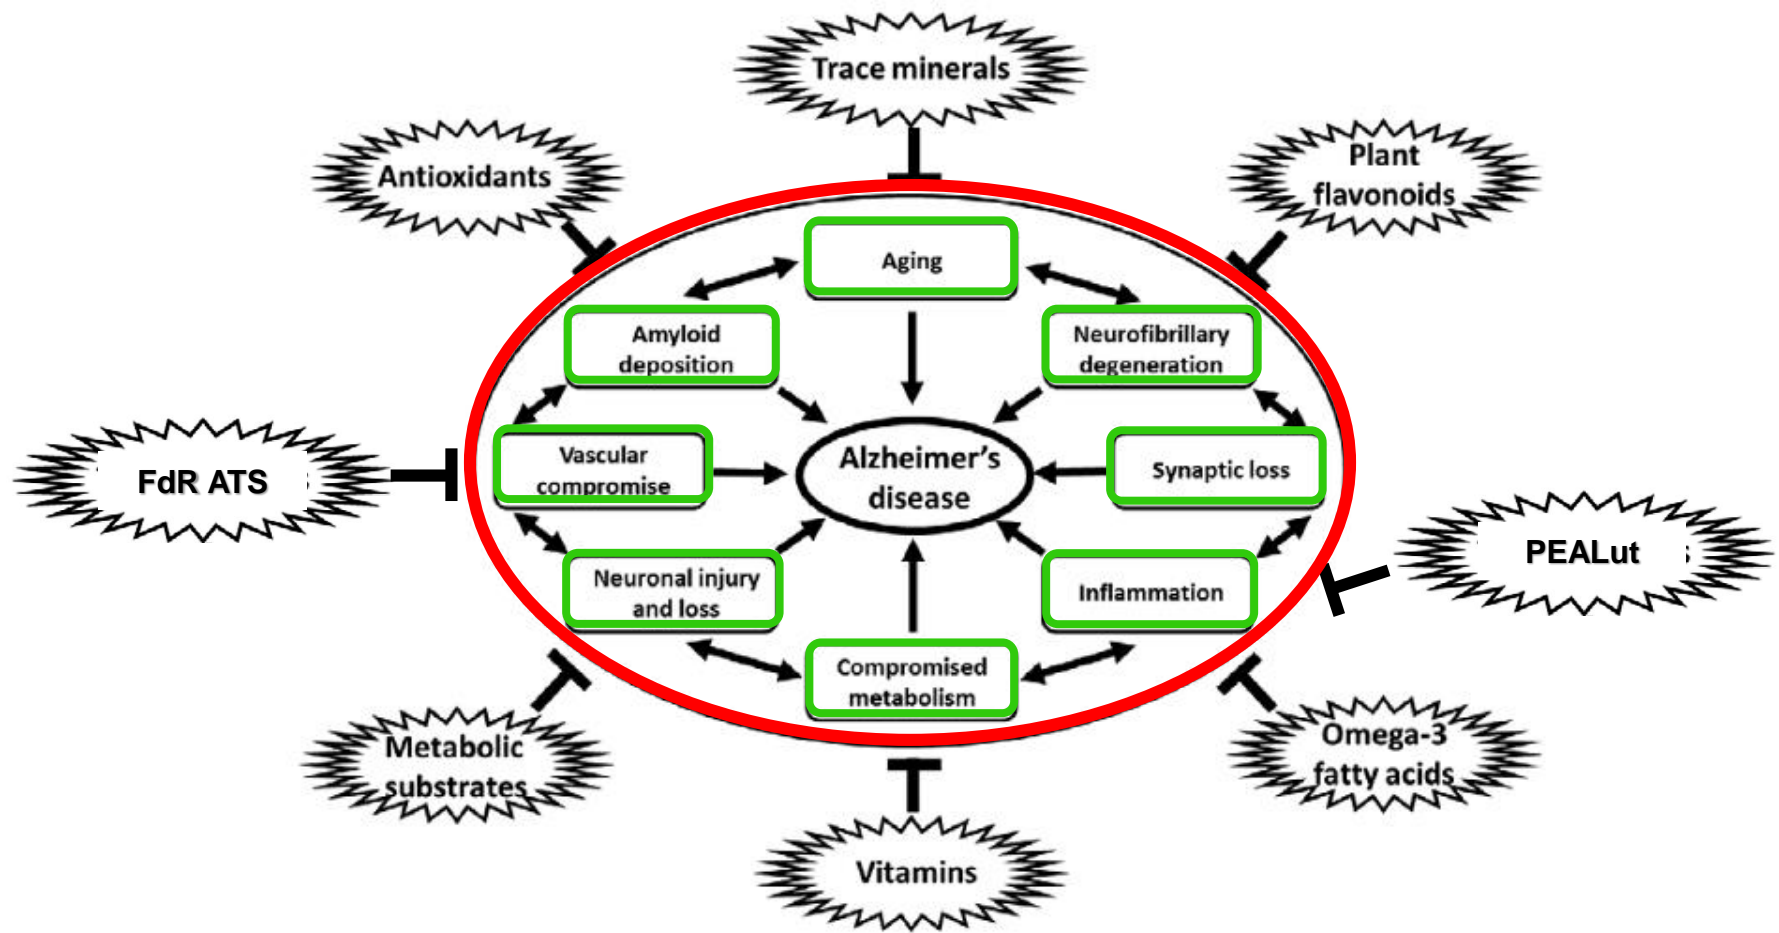 Trace minerals
Antioxidants
Plant
flavonoids
Aging
Amyloid
deposition
Neurofibrillary
degeneration
Vascular
compromise
Alzheimer's
disease
Synaptic loss
FdR ATS
PEALut
Neuronal injury
and loss
Inflammation
Compromised
metabolism
Metabolic
substrates
Omega-3
fatty acids
Vitamins